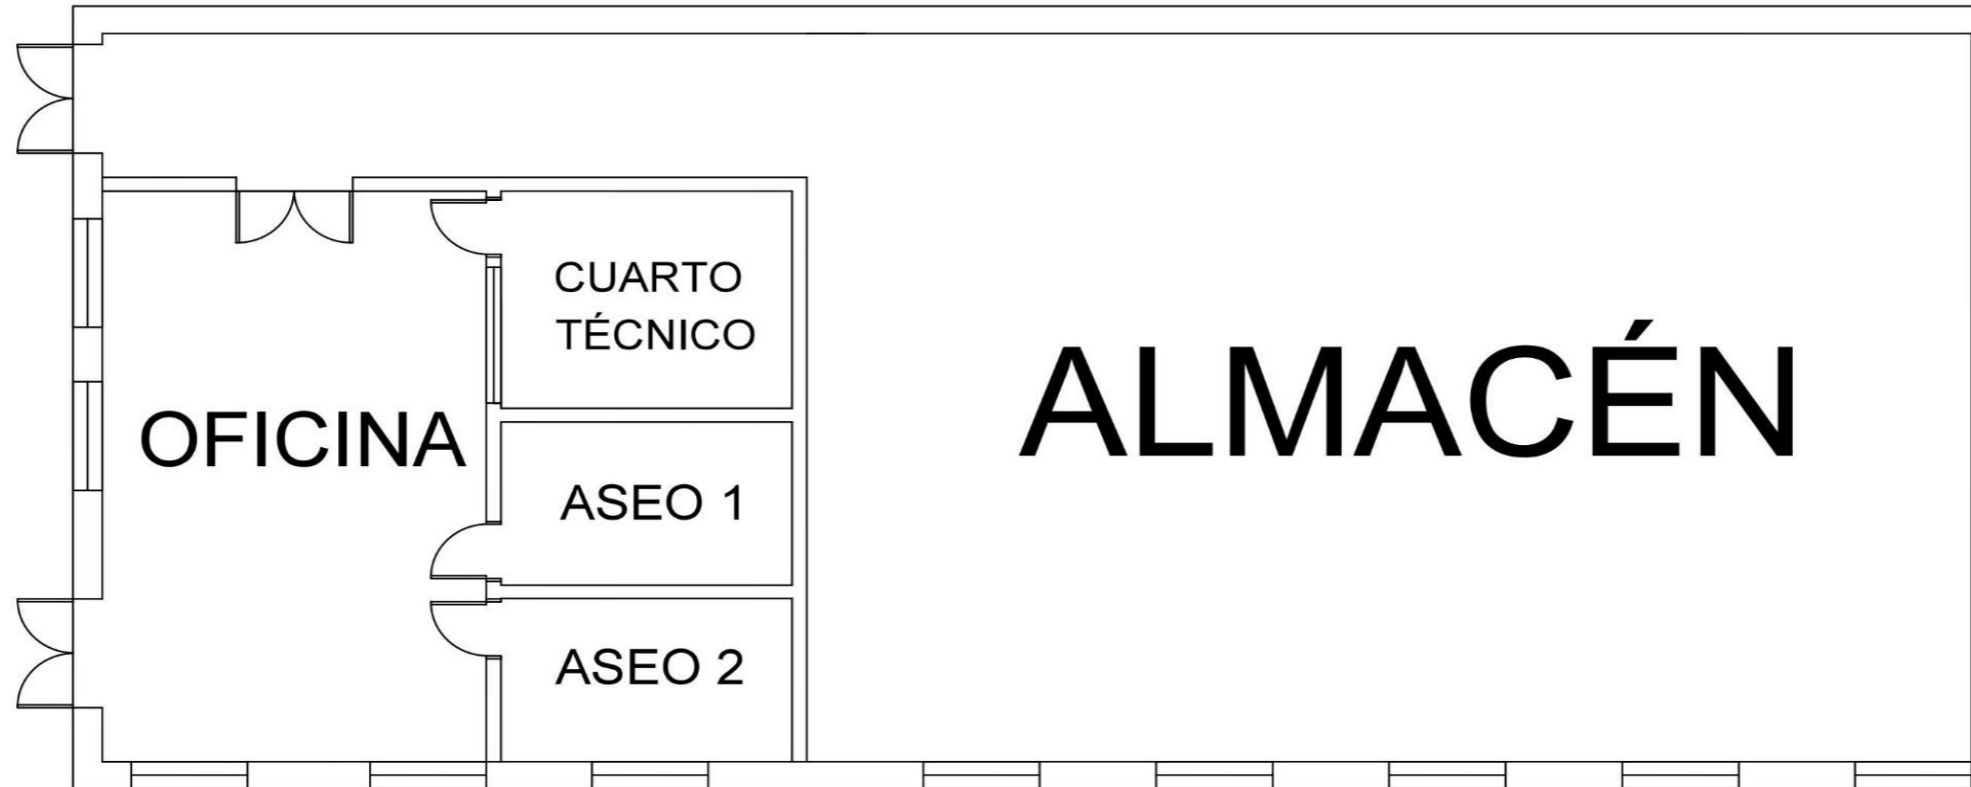 CUARTO
TÉCNICO
OFICINA
ALMACÉN
ASEO 1
ASEO 2